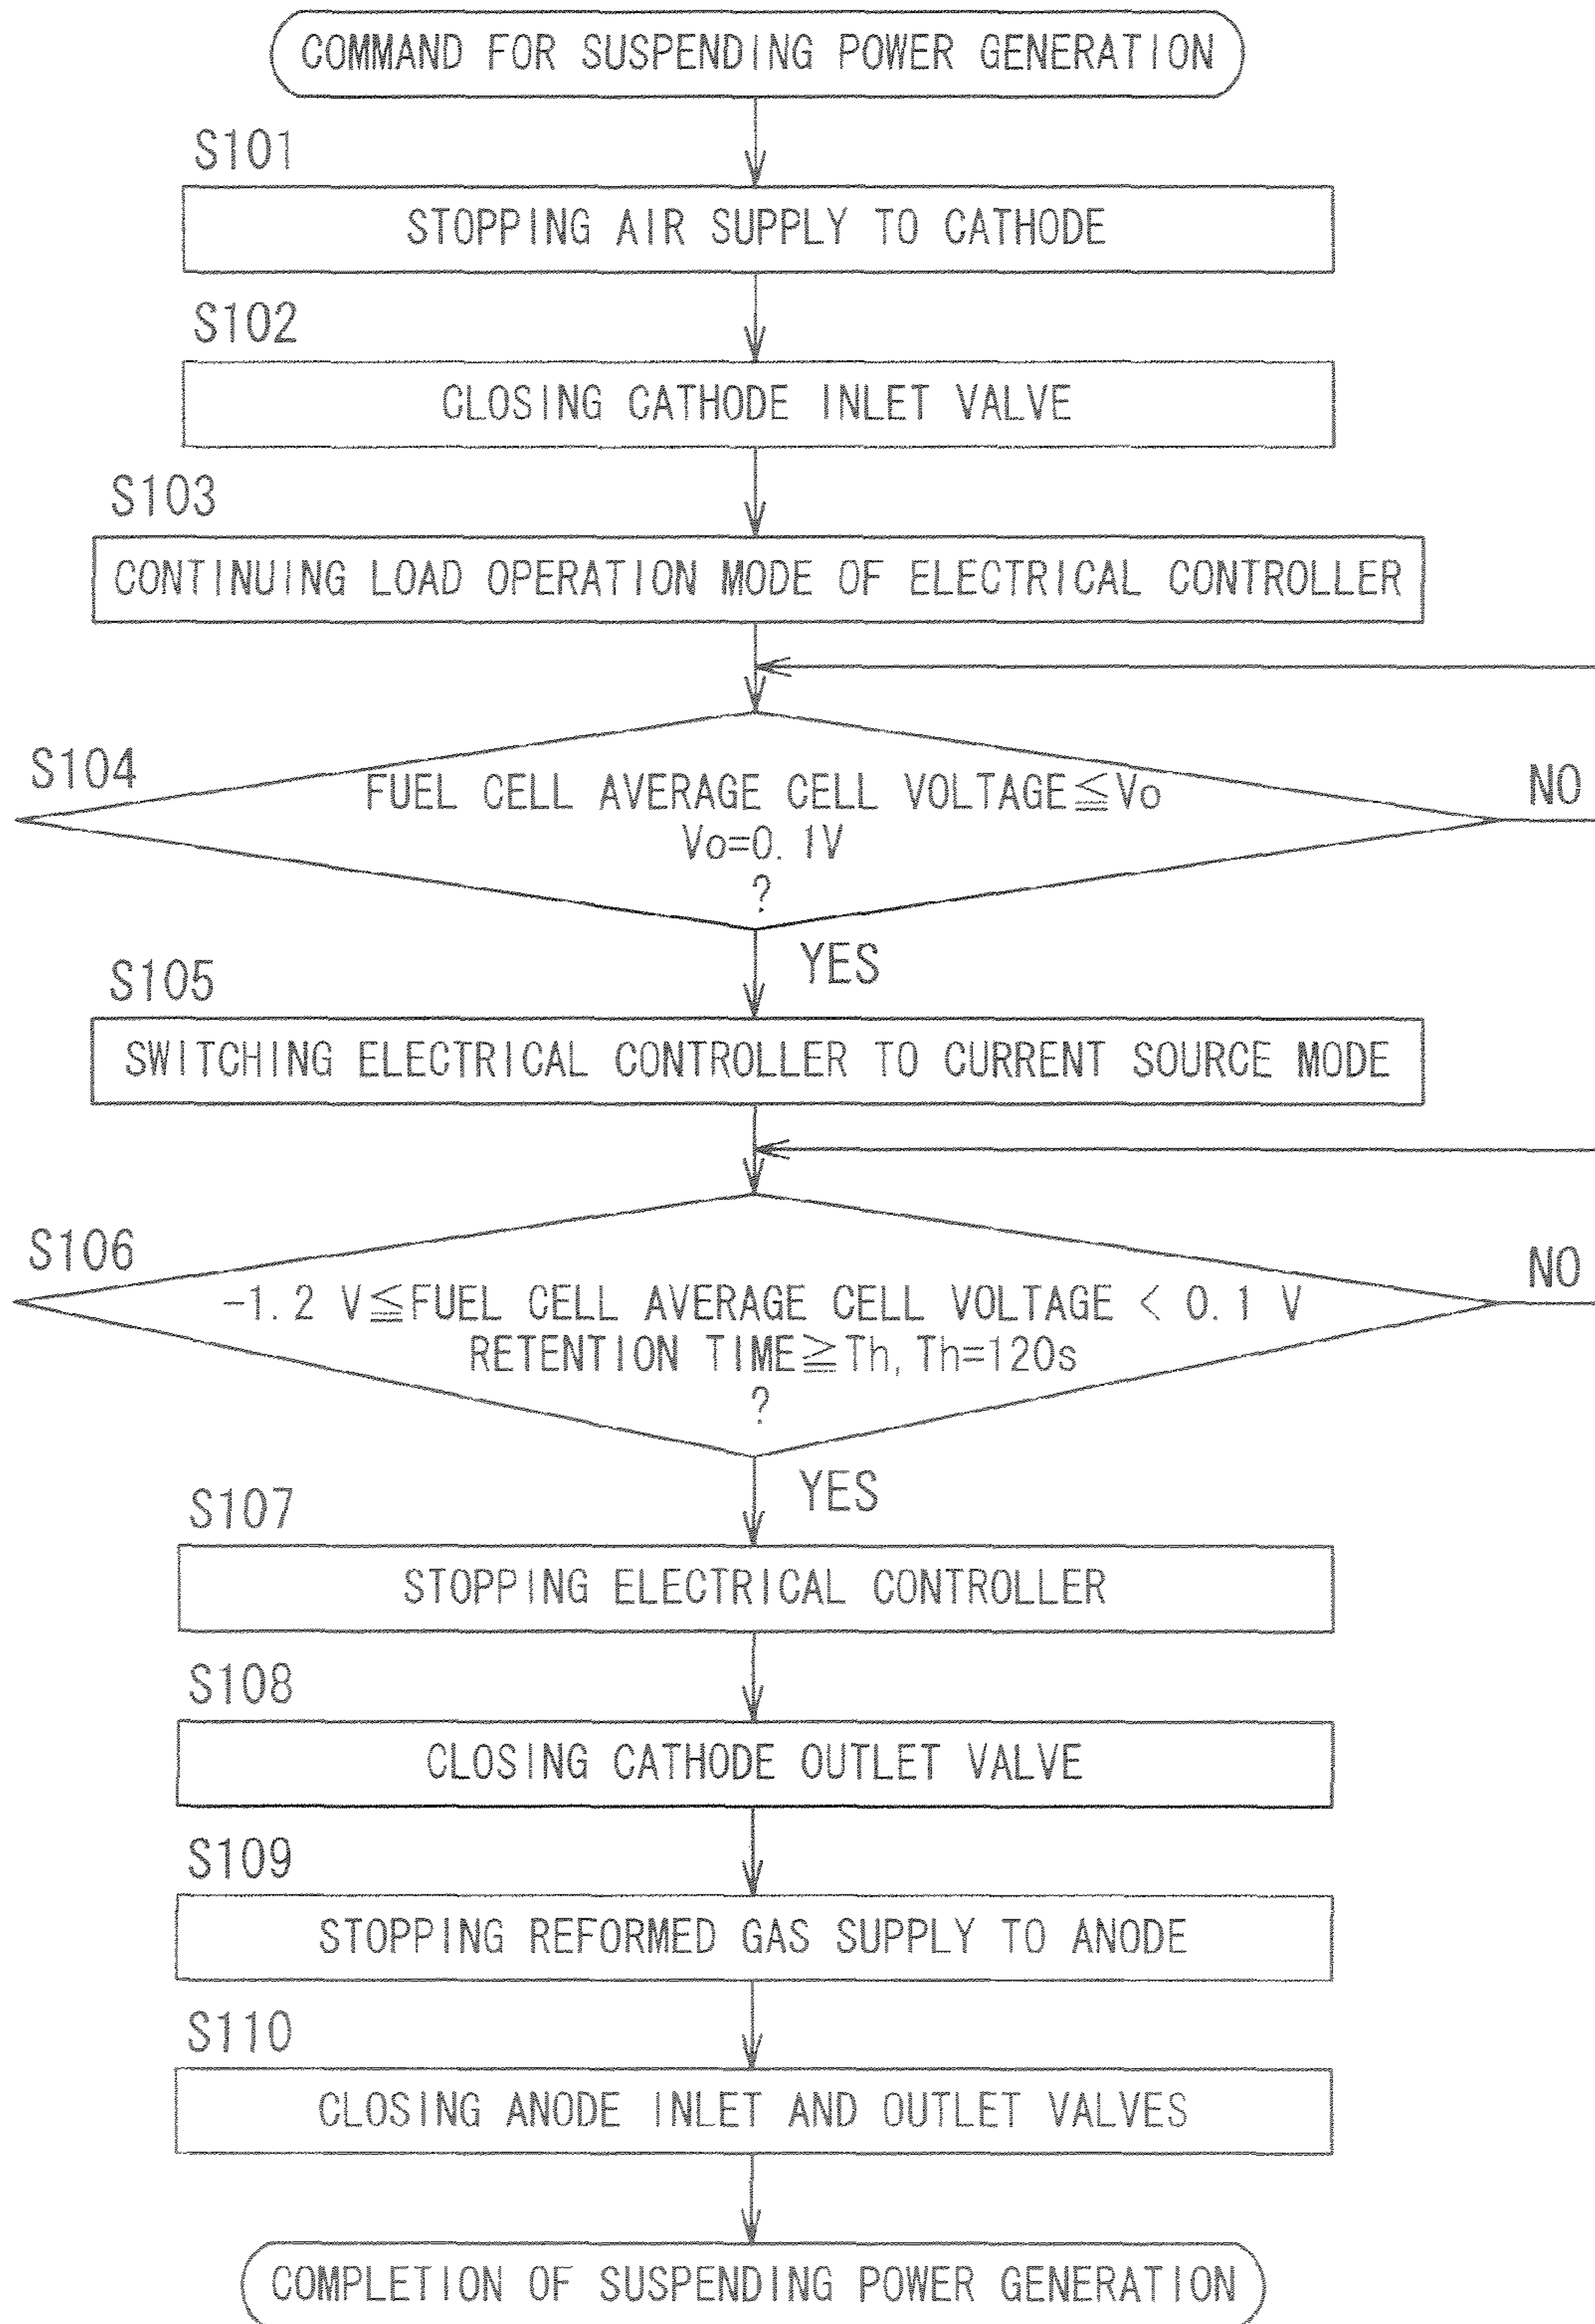 COMMAND FOR SUSPENDING POWER GENERATION
S101
STOPPING AIR SUPPLY TO CATHODE
S102
CLOSING CATHODE INLET VALVE
S103
CONTINUING LOAD OPERATION MODE OF ELECTRICAL CONTROLLER
S104
FUEL CELL AVERAGE CELL VOLTAGE≦Vo
Vo=0.1V
?
NO
YES
S105
SWITCHING ELECTRICAL CONTROLLER TO CURRENT SOURCE MODE
S106
-1.2 V≦FUEL CELL AVERAGE CELL VOLTAGE < 0.1 V
RETENTION TIME≧Th, Th=120s
?
NO
YES
S107
STOPPING ELECTRICAL CONTROLLER
S108
CLOSING CATHODE OUTLET VALVE
S109
STOPPING REFORMED GAS SUPPLY TO ANODE
S110
CLOSING ANODE INLET AND OUTLET VALVES
COMPLETION OF SUSPENDING POWER GENERATION